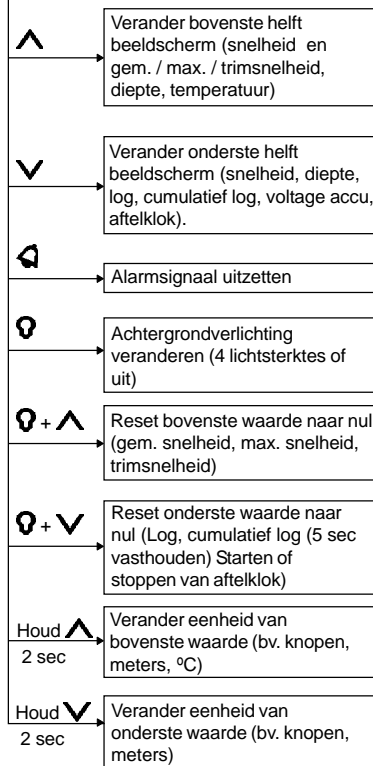 Verander bovenste helft
beeldscherm (snelheid en
gem. / max. / trimsnelheid,
diepte, temperatuur)
Verander onderste helft
beeldscherm (snelheid, diepte,
log, cumulatief log, voltage accu,
aftelklok).
Alarmsignaal uitzetten
Achtergrondverlichting
veranderen (4 lichtsterktes of
uit)
+
Reset bovenste waarde naar nul
(gem. snelheid, max. snelheid,
trimsnelheid)
+
Reset onderste waarde naar
nul (Log, cumulatief log (5 sec
vasthouden) Starten of
stoppen van aftelklok)
Houd
2 sec
Verander eenheid van
bovenste waarde (bv. knopen,
meters, ºC)
Houd
2 sec
Verander eenheid van
onderste waarde (bv. knopen,
meters)